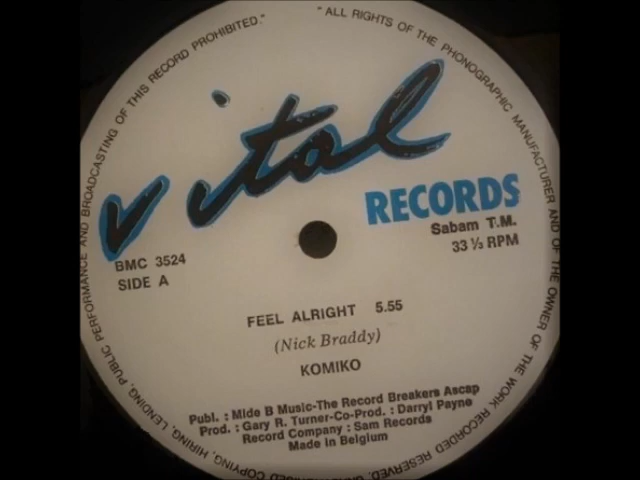 "ALL RIGHTS OF THE PHONOGRAPHIC MANUFACTURER AND OF THE OWNER OF THE WORK RECORDED RESERVED.
COPYING, HIRING, LENDING, PUBLIC PERFORMANCE AND BROADCASTING OF THIS RECORD PROHIBITED."
vital
RECORDS
Sabam T.M.
33 ⅓ RPM
BMC 3524
SIDE A
FEEL ALRIGHT 5.55
(Nick Braddy)
KOMIKO
Publ. : Mide B Music-The Record Breakers Ascap
Prod. : Gary R. Turner-Co-Prod. : Darryl Payne
Record Company : Sam Records
Made in Belgium